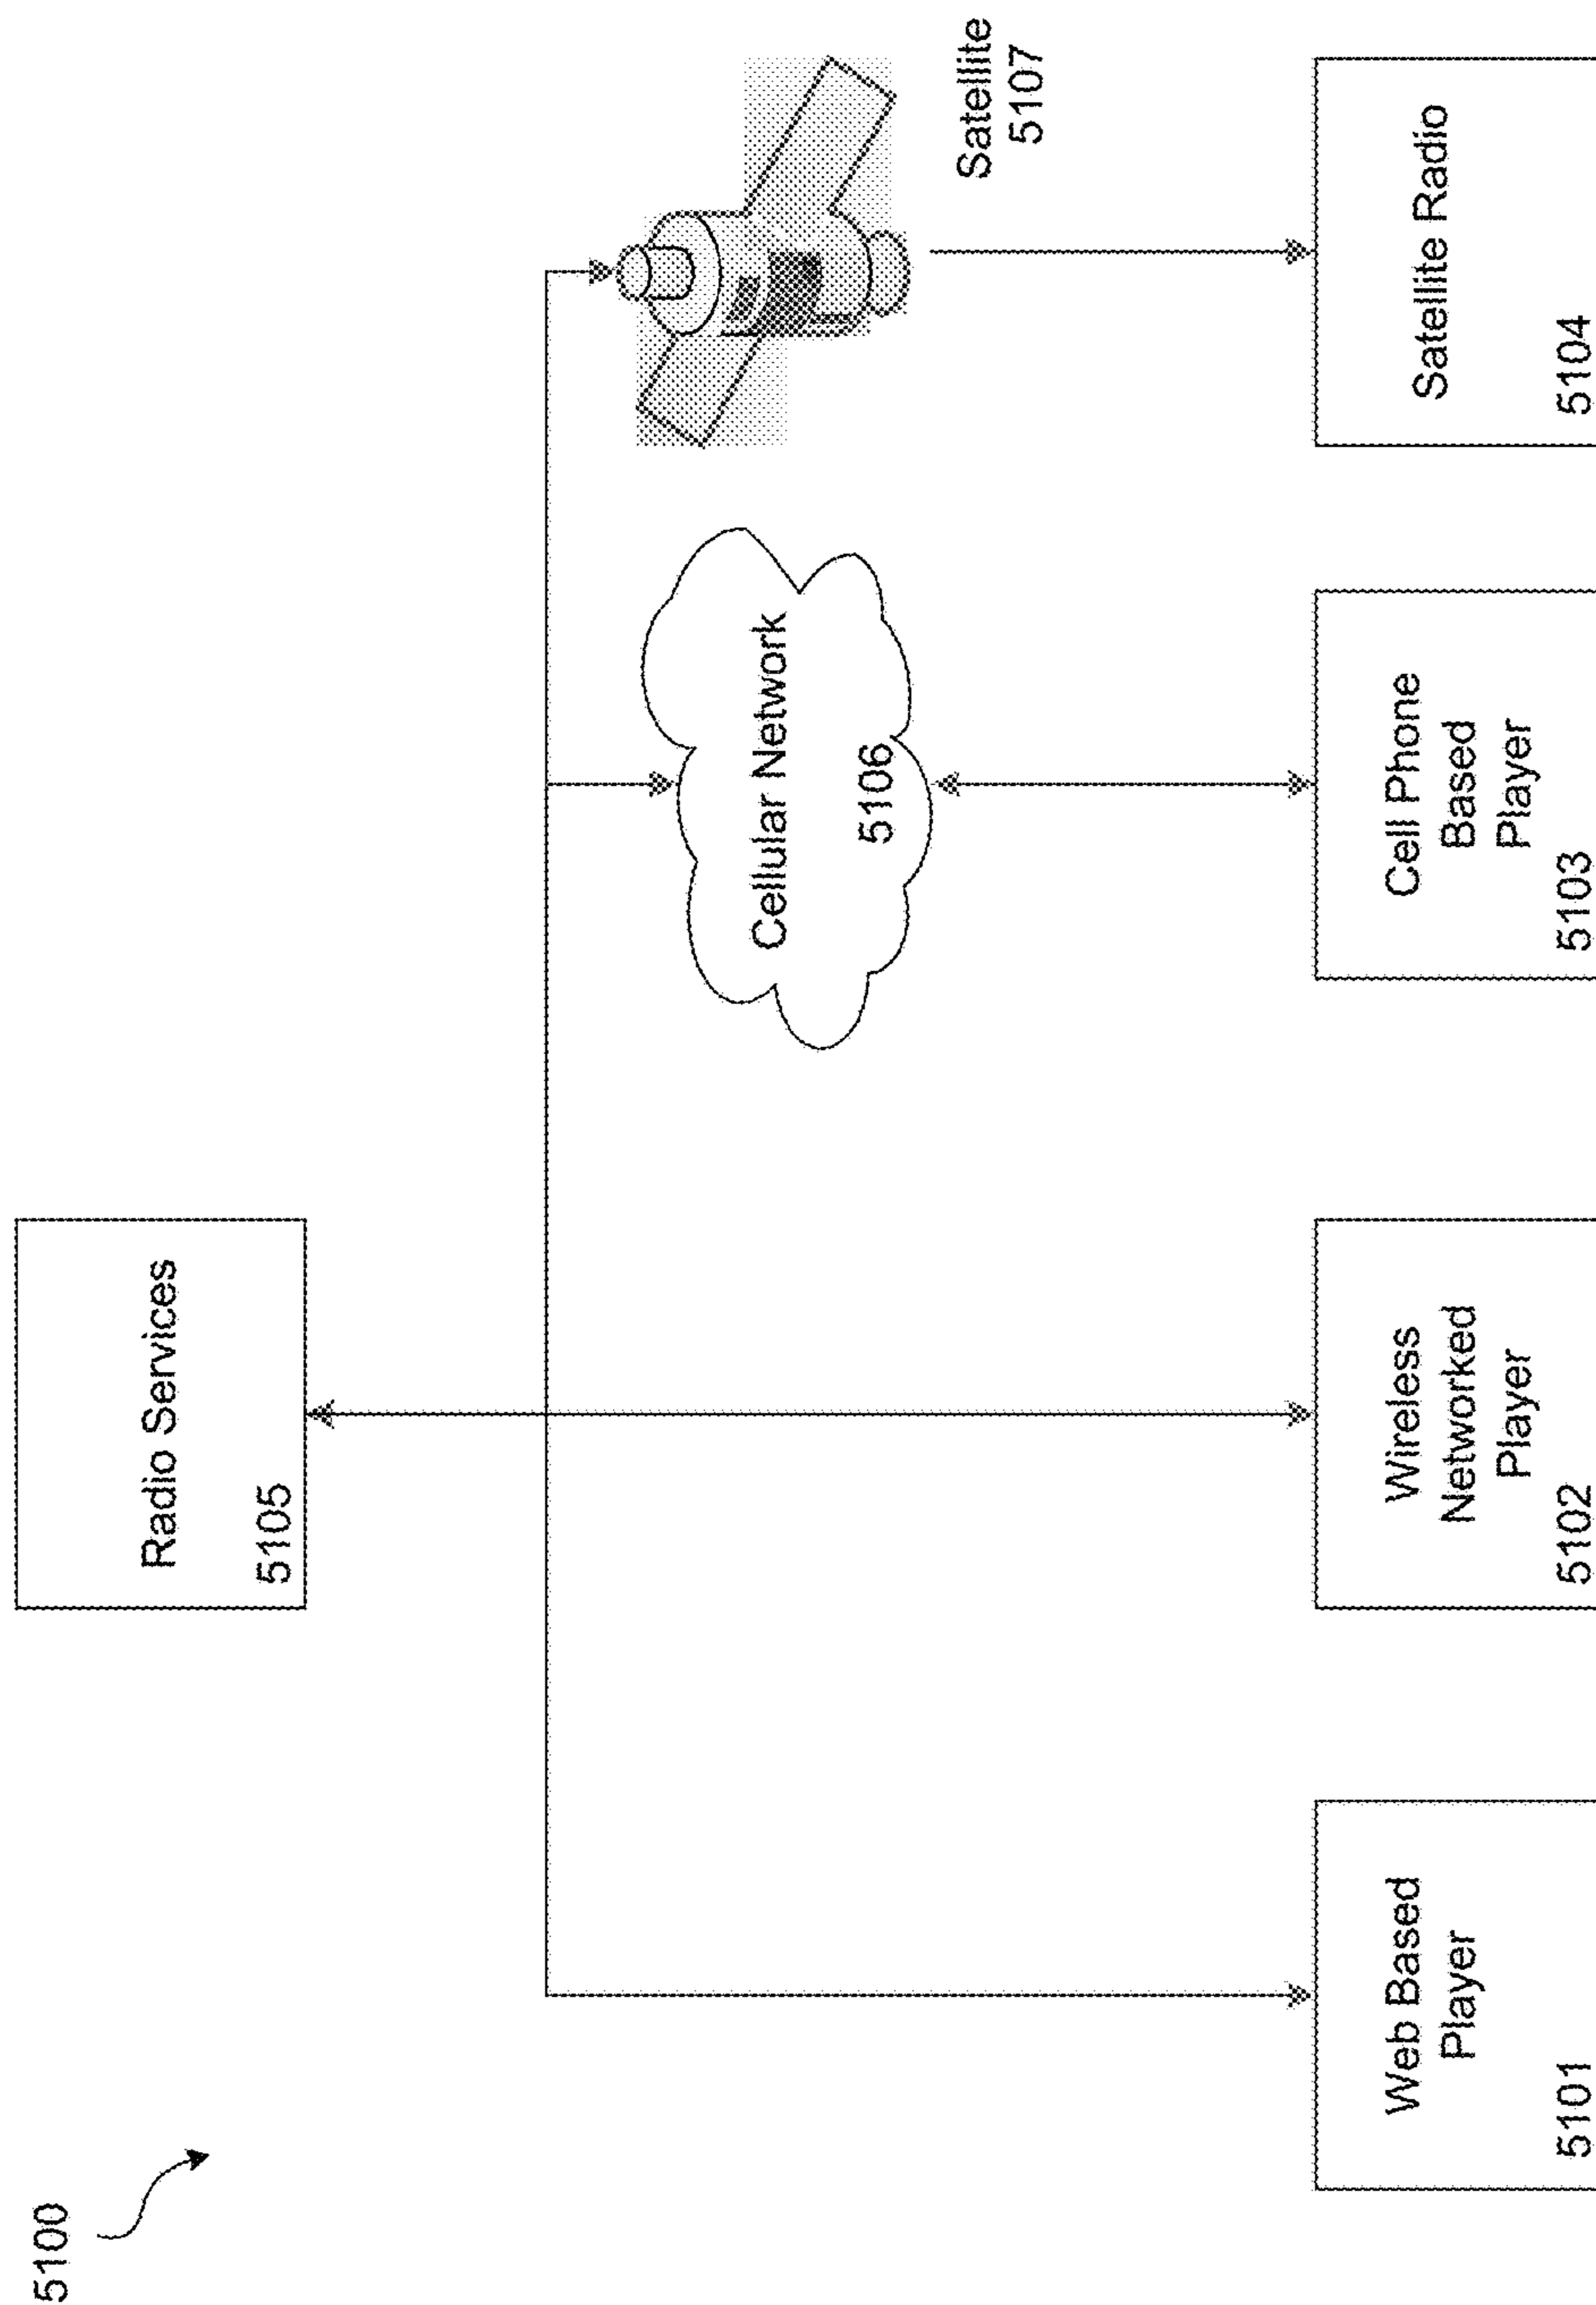 5100
Radio Services
5105
Cellular Network
5106
Satellite
5107
Web Based
Player
5101
Wireless
Networked
Player
5102
Cell Phone
Based
Player
5103
Satellite Radio
5104